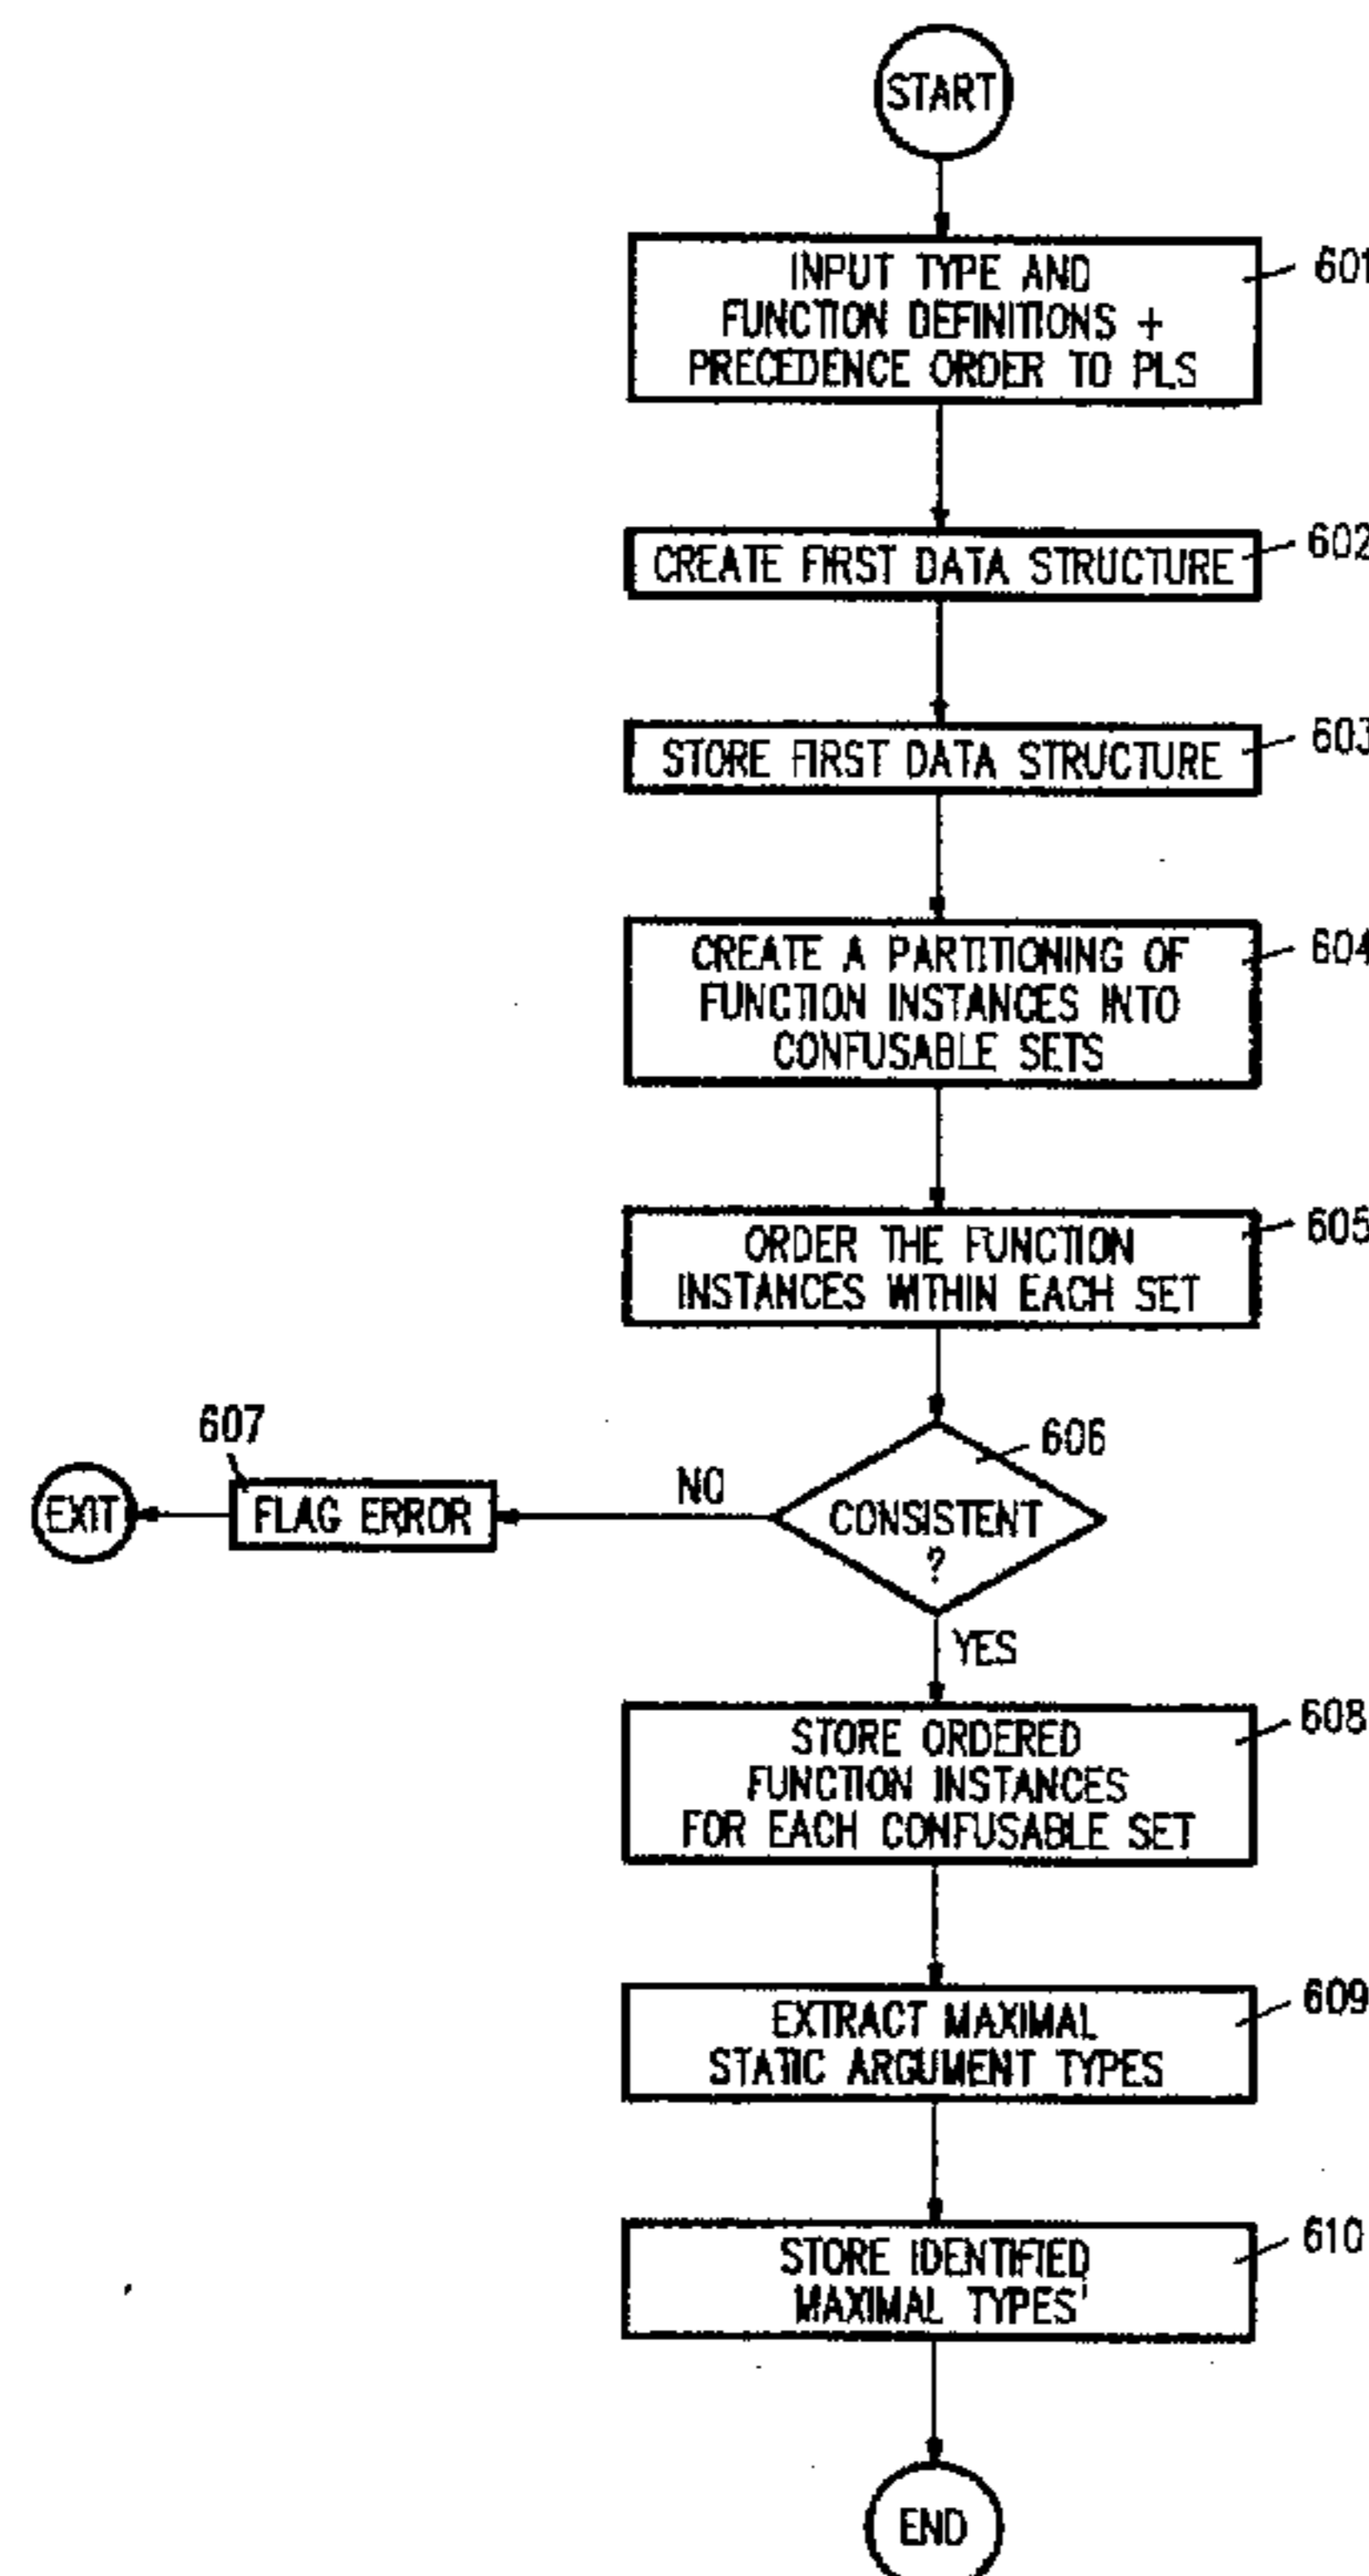 START
INPUT TYPE AND
FUNCTION DEFINITIONS +
PRECEDENCE ORDER TO PLS
601
CREATE FIRST DATA STRUCTURE
602
STORE FIRST DATA STRUCTURE
603
CREATE A PARTITIONING OF
FUNCTION INSTANCES INTO
CONFUSABLE SETS
604
ORDER THE FUNCTION
INSTANCES WITHIN EACH SET
605
606
CONSISTENT
?
NO
607
FLAG ERROR
EXIT
YES
STORE ORDERED
FUNCTION INSTANCES
FOR EACH CONFUSABLE SET
608
EXTRACT MAXIMAL
STATIC ARGUMENT TYPES
609
STORE IDENTIFIED
MAXIMAL TYPES'
610
END